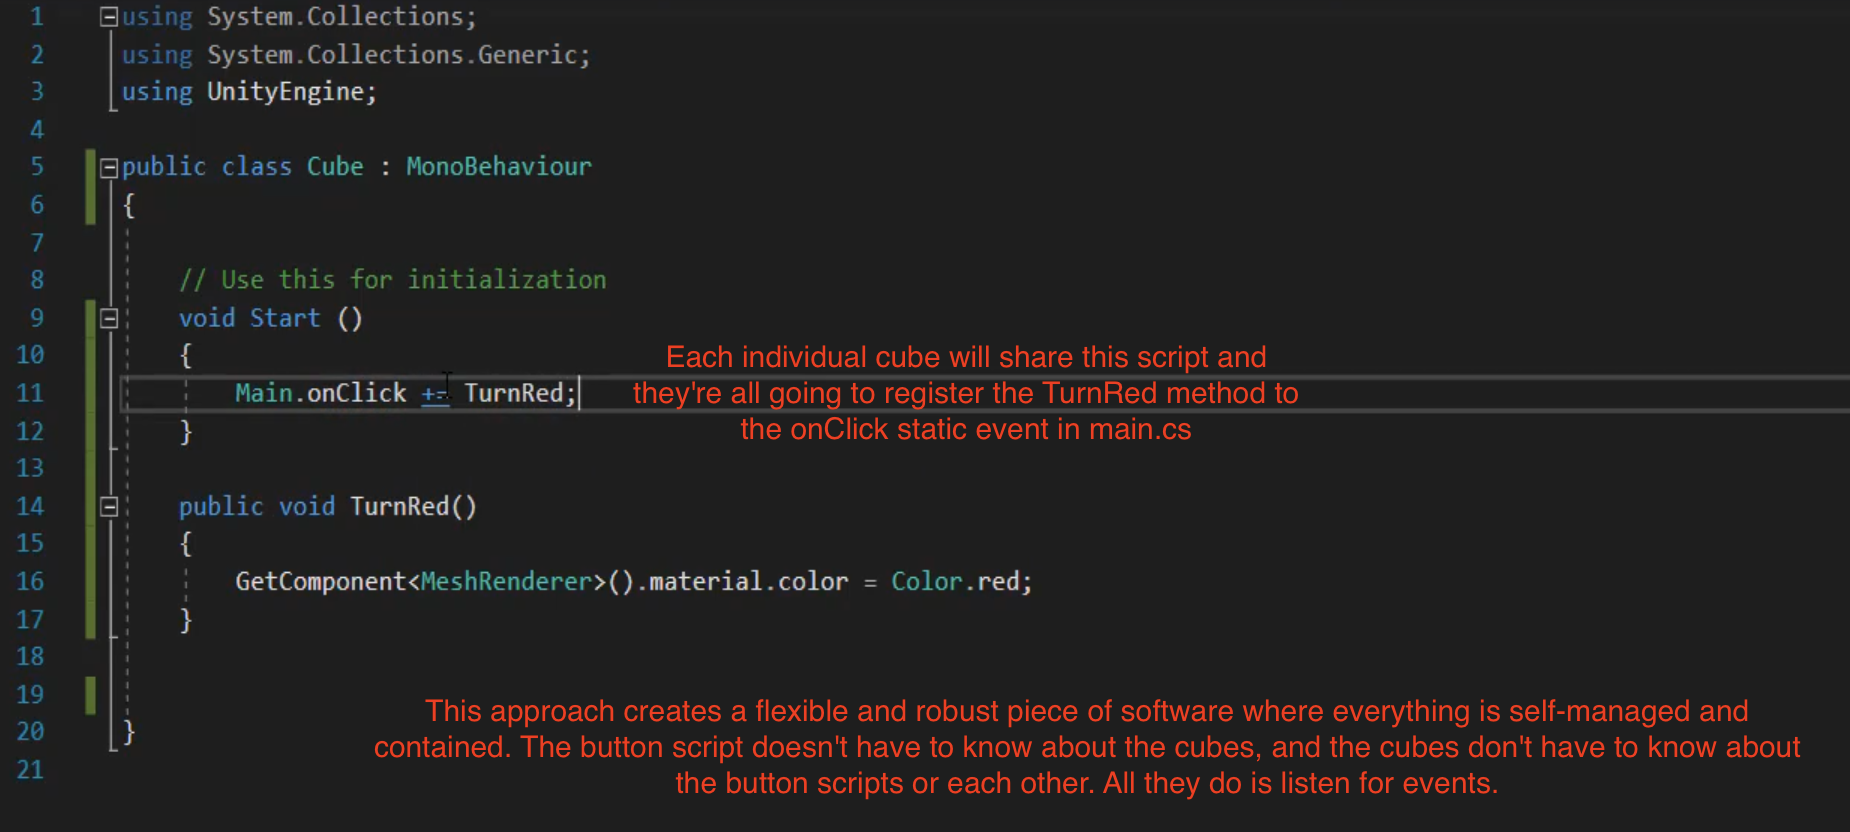 1 using System.Collections;
2 using System.Collections.Generic;
3 using UnityEngine;
4
5 public class Cube : MonoBehaviour
6 {
7
8 // Use this for initialization
9 void Start ()
10 {
11 Main.onClick += TurnRed;
12 }
13
14 public void TurnRed()
15 {
16 GetComponent<MeshRenderer>().material.color = Color.red;
17 }
18
19
20 }
21
Each individual cube will share this script and
they're all going to register the TurnRed method to
the onClick static event in main.cs
This approach creates a flexible and robust piece of software where everything is self-managed and
contained. The button script doesn't have to know about the cubes, and the cubes don't have to know about
the button scripts or each other. All they do is listen for events.